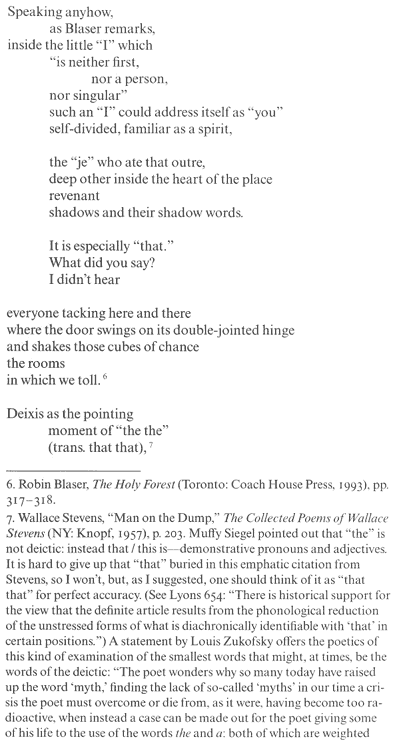 Speaking anyhow,
as Blaser remarks,
inside the little “I” which
“is neither first,
nor a person,
nor singular”
such an “I” could address itself as “you”
self-divided, familiar as a spirit,
the “je” who ate that outre,
deep other inside the heart of the place
revenant
shadows and their shadow words.
It is especially “that.”
What did you say?
I didn’t hear
everyone tacking here and there
where the door swings on its double-jointed hinge
and shakes those cubes of chance
the rooms
in which we toll. 6
Deixis as the pointing
moment of “the the”
(trans. that that), 7
6. Robin Blaser, The Holy Forest (Toronto: Coach House Press, 1993), pp.
317–318.
7. Wallace Stevens, “Man on the Dump,” The Collected Poems of Wallace
Stevens (NY: Knopf, 1957), p. 203. Muffy Siegel pointed out that “the” is
not deictic: instead that / this is—demonstrative pronouns and adjectives.
It is hard to give up that “that” buried in this emphatic citation from
Stevens, so I won’t, but, as I suggested, one should think of it as “that
that” for perfect accuracy. (See Lyons 654: “There is historical support for
the view that the definite article results from the phonological reduction
of the unstressed forms of what is diachronically identifiable with ‘that’ in
certain positions.”) A statement by Louis Zukofsky offers the poetics of
this kind of examination of the smallest words that might, at times, be the
words of the deictic: “The poet wonders why so many today have raised
up the word ‘myth,’ finding the lack of so-called ‘myths’ in our time a cri-
sis the poet must overcome or die from, as it were, having become too ra-
dioactive, when instead a case can be made out for the poet giving some
of his life to the use of the words the and a: both of which are weighted